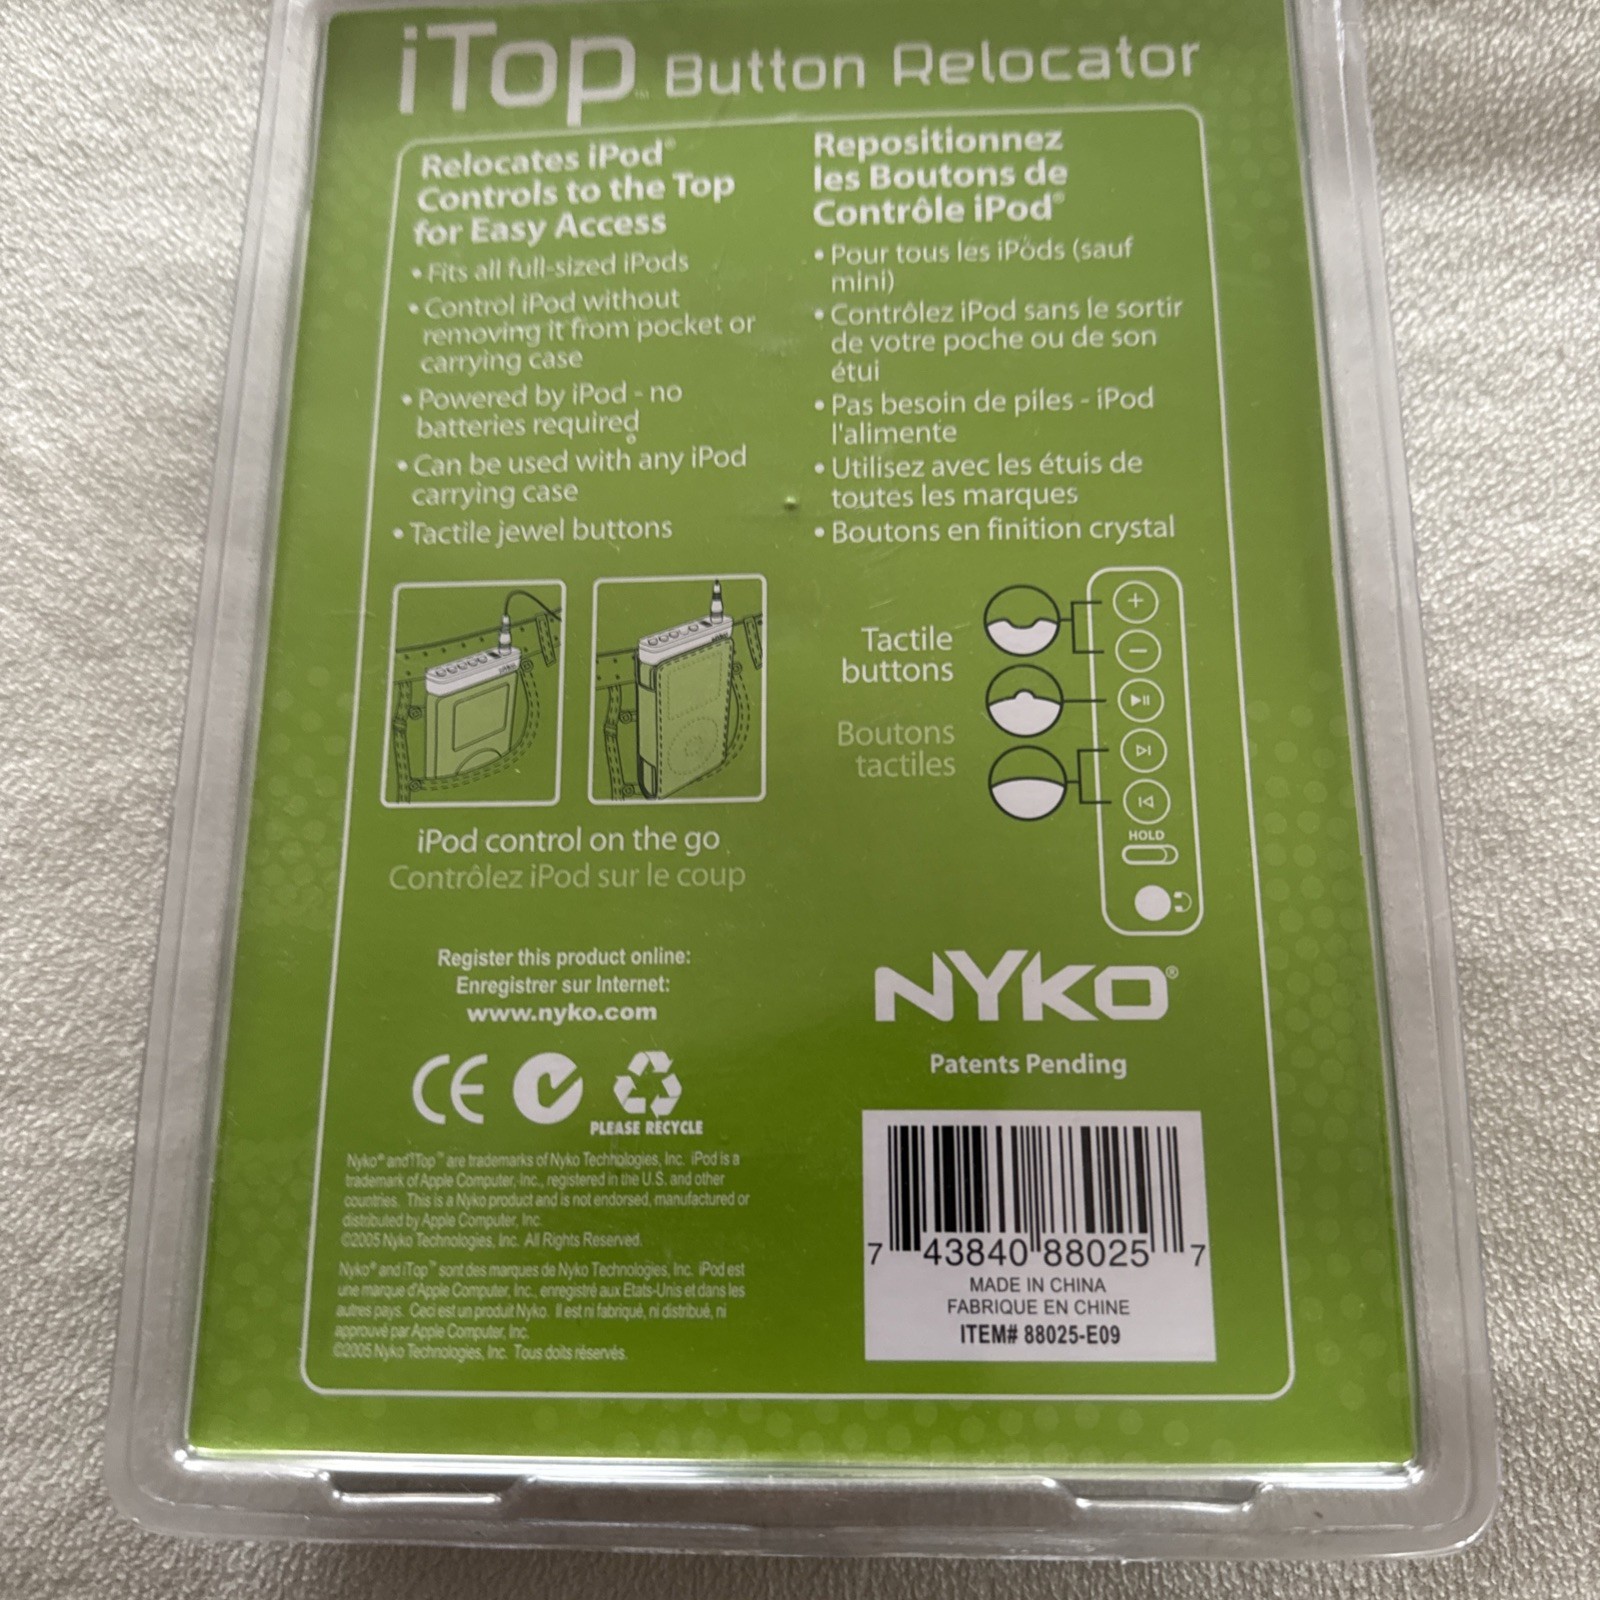 iTop™ Button Relocator
Relocates iPod®
Controls to the Top
for Easy Access
• Fits all full-sized iPods
• Control iPod without
removing it from pocket or
carrying case
• Powered by iPod - no
batteries required
• Can be used with any iPod
carrying case
• Tactile jewel buttons
Repositionnez
les Boutons de
Contrôle iPod®
• Pour tous les iPods (sauf
mini)
• Contrôlez iPod sans le sortir
de votre poche ou de son
étui
• Pas besoin de piles - iPod
l'alimente
• Utilisez avec les étuis de
toutes les marques
• Boutons en finition crystal
iPod control on the go
Contrôlez iPod sur le coup
Tactile
buttons
Boutons
tactiles
HOLD
Register this product online:
Enregistrer sur Internet:
www.nyko.com
CE
PLEASE RECYCLE
NYKO®
Patents Pending
Nyko® and iTop™ are trademarks of Nyko Technologies, Inc. iPod is a
trademark of Apple Computer, Inc., registered in the U.S. and other
countries. This is a Nyko product and is not endorsed, manufactured or
distributed by Apple Computer, Inc.
©2005 Nyko Technologies, Inc. All Rights Reserved.
Nyko® and iTop™ sont des marques de Nyko Technologies, Inc. iPod est
une marque d'Apple Computer, Inc., enregistré aux Etats-Unis et dans les
autres pays. Ceci est un produit Nyko. Il est ni fabriqué, ni distribué, ni
approuvé par Apple Computer, Inc.
©2005 Nyko Technologies, Inc. Tous doits réservés.
7 43840 88025 7
MADE IN CHINA
FABRIQUE EN CHINE
ITEM# 88025-E09